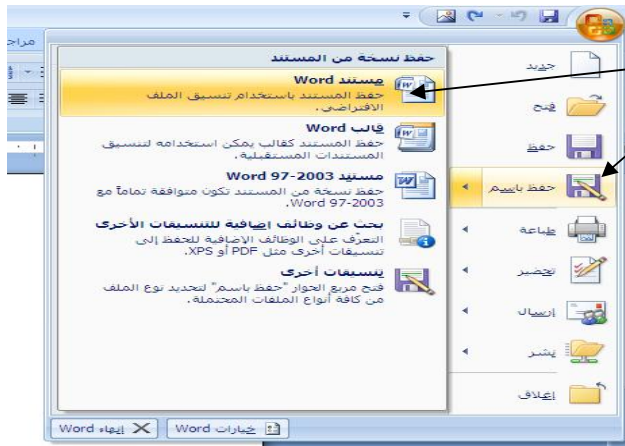 مراجع
جديد
فتح
حفظ
حفظ باسم
طباعة
تحضير
إرسال
نشر
إغلاق
حفظ نسخة من المستند
مستند Word
حفظ المستند باستخدام تنسيق الملف
الافتراضي.
قالب Word
حفظ المستند كقالب يمكن استخدامه لتنسيق
المستندات المستقبلية.
مستند Word 97-2003
حفظ نسخة من المستند تكون متوافقة تماماً مع
Word 97-2003.
بحث عن وظائف إضافية للتنسيقات الأخرى
التعرّف على الوظائف الإضافية للحفظ إلى
تنسيقات أخرى مثل PDF أو XPS.
تنسيقات أخرى
فتح مربع الحوار "حفظ باسم" لتحديد نوع الملف
من كافة أنواع الملفات المحتملة.
خيارات Word
إنهاء Word